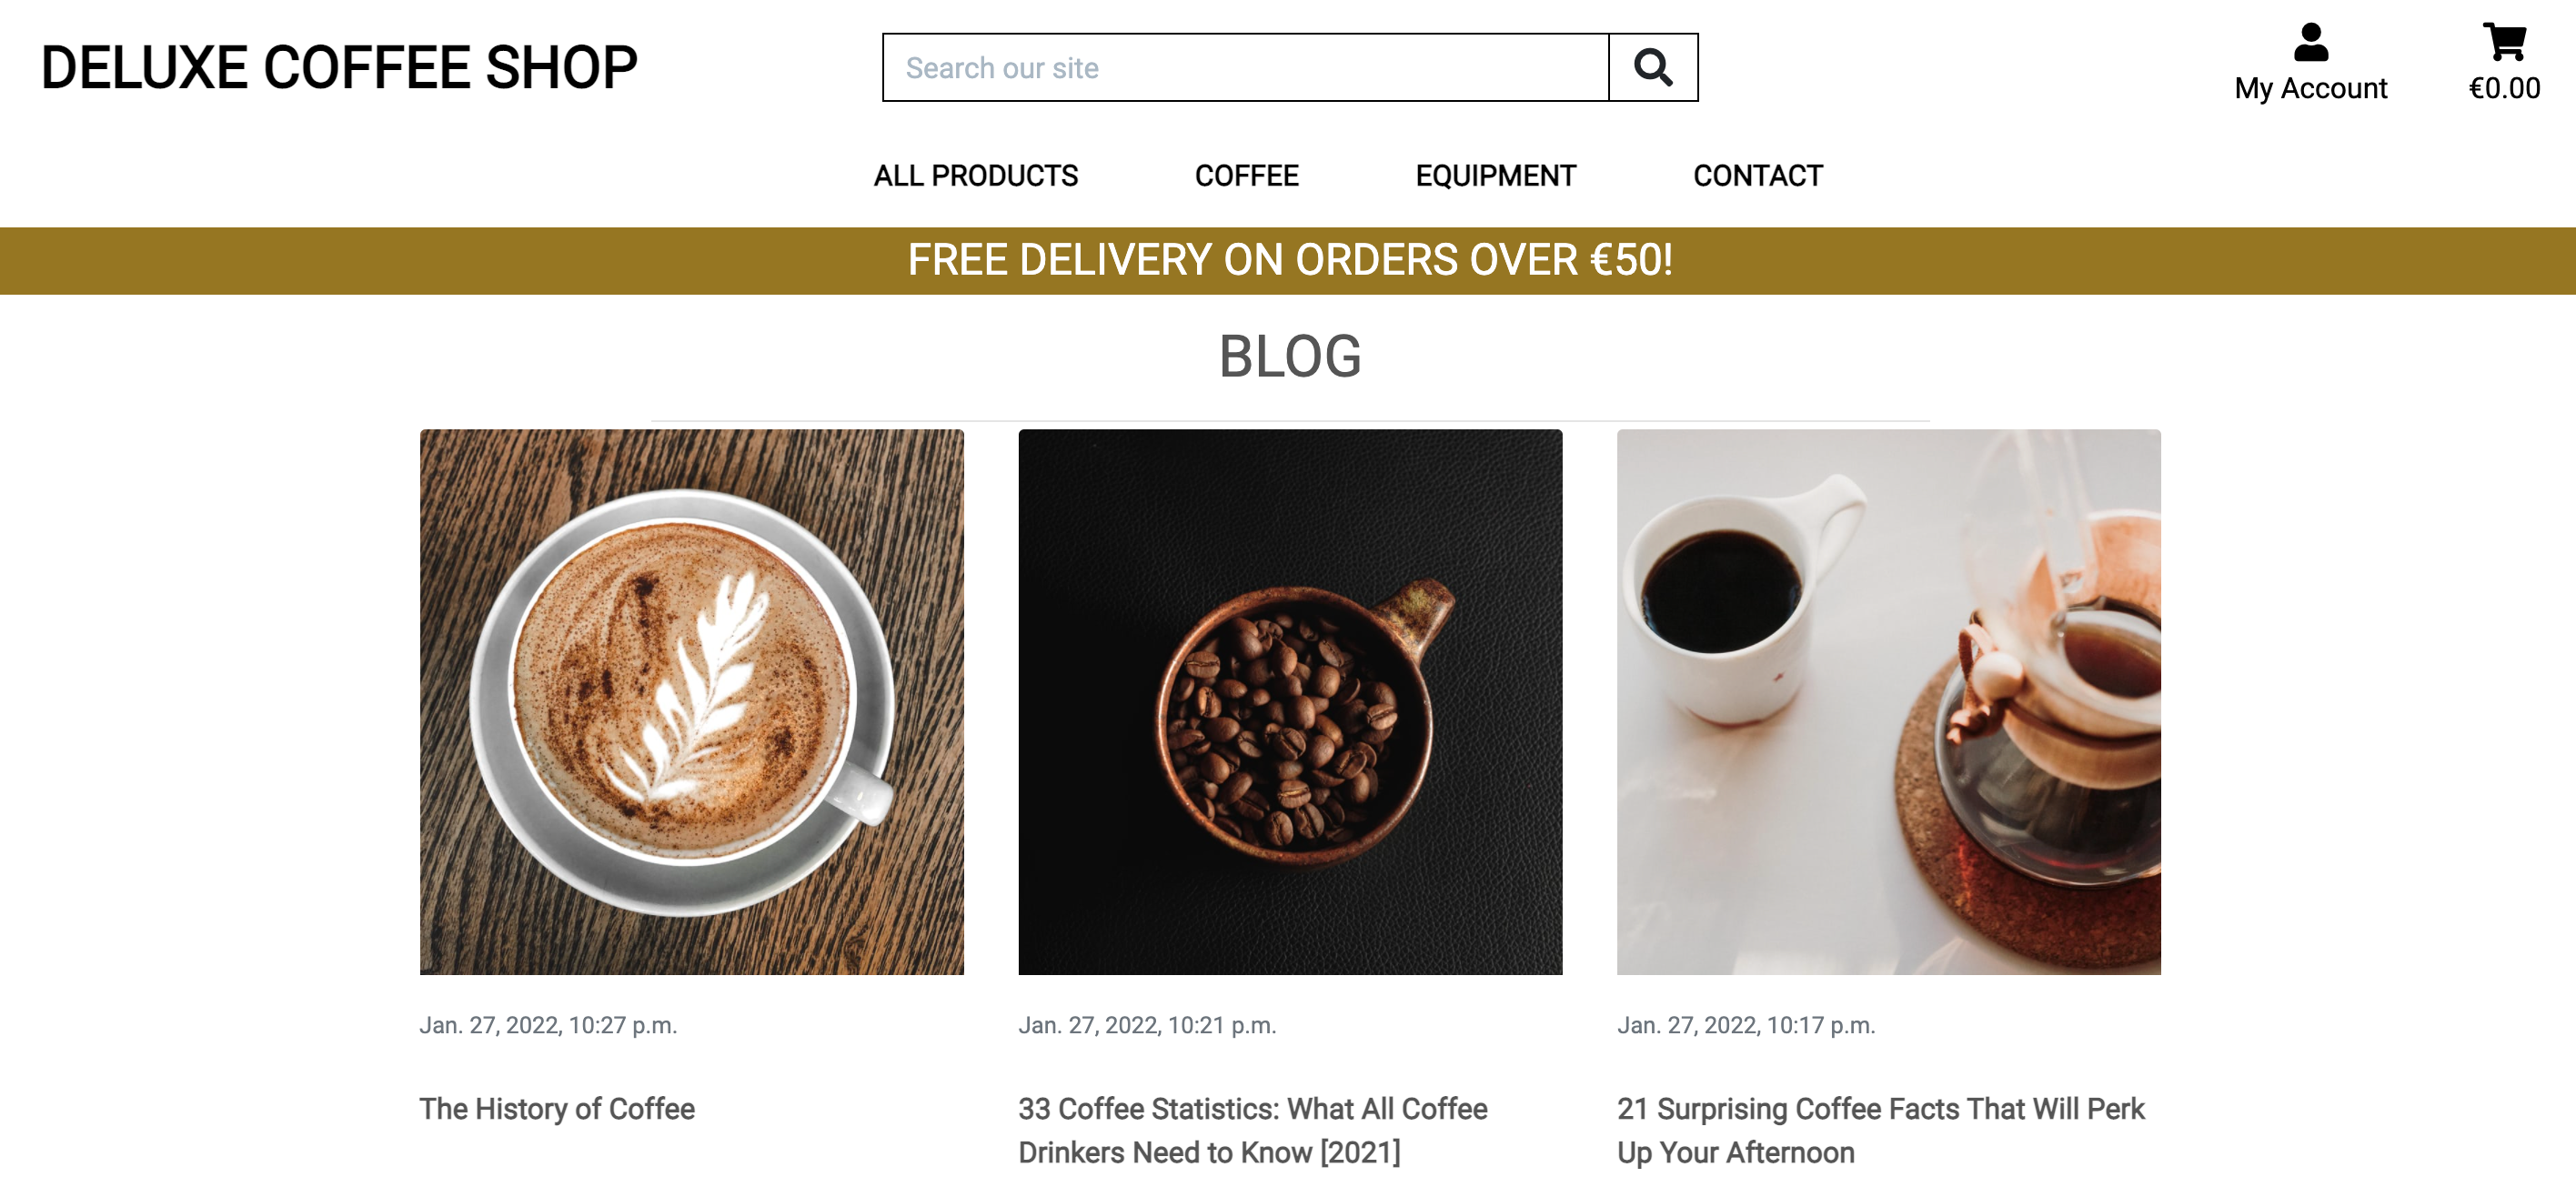 DELUXE COFFEE SHOP
Search our site
My Account
€0.00
ALL PRODUCTS
COFFEE
EQUIPMENT
CONTACT
FREE DELIVERY ON ORDERS OVER €50!
BLOG
Jan. 27, 2022, 10:27 p.m.
The History of Coffee
Jan. 27, 2022, 10:21 p.m.
33 Coffee Statistics: What All Coffee
Drinkers Need to Know [2021]
Jan. 27, 2022, 10:17 p.m.
21 Surprising Coffee Facts That Will Perk
Up Your Afternoon